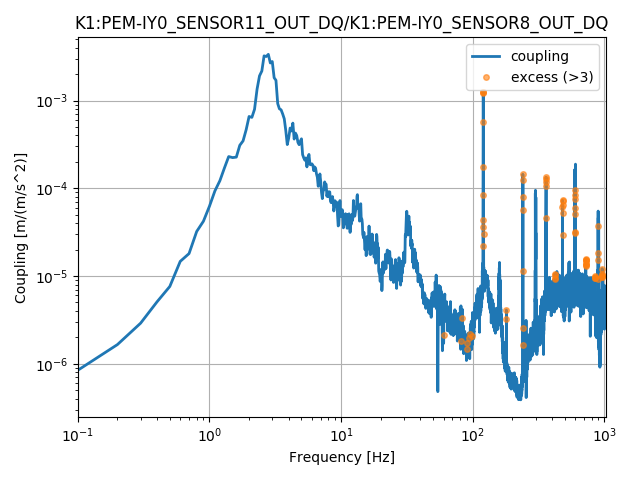 K1:PEM-IY0_SENSOR11_OUT_DQ/K1:PEM-IY0_SENSOR8_OUT_DQ
coupling
excess (>3)
Coupling [m/(m/s^2)]
10⁻³
10⁻⁴
10⁻⁵
10⁻⁶
10⁻¹ 10⁰ 10¹ 10² 10³
Frequency [Hz]